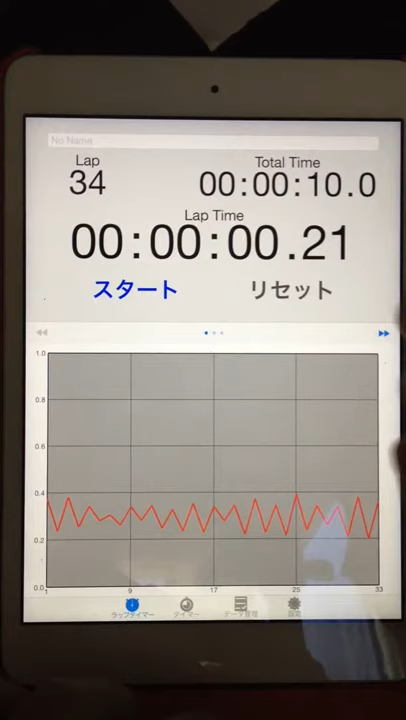 No Name
Lap
Total Time
34
00:00:10.0
Lap Time
00:00:00.21
スタート
リセット
1.0
0.8
0.6
0.4
0.2
0.0
1
9
17
25
33
ラップタイマー
タイマー
データ管理
設定